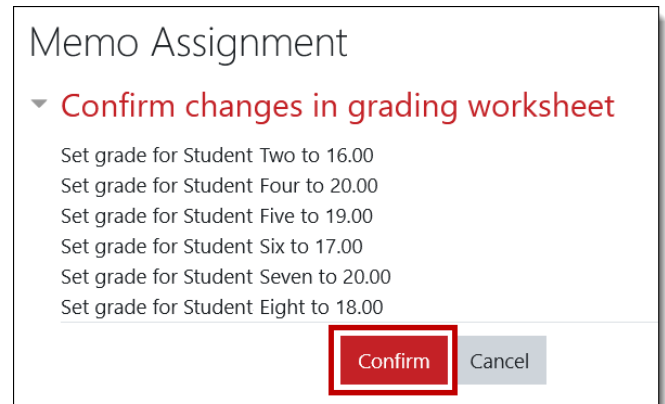 Memo Assignment
Confirm changes in grading worksheet
Set grade for Student Two to 16.00
Set grade for Student Four to 20.00
Set grade for Student Five to 19.00
Set grade for Student Six to 17.00
Set grade for Student Seven to 20.00
Set grade for Student Eight to 18.00
Confirm Cancel